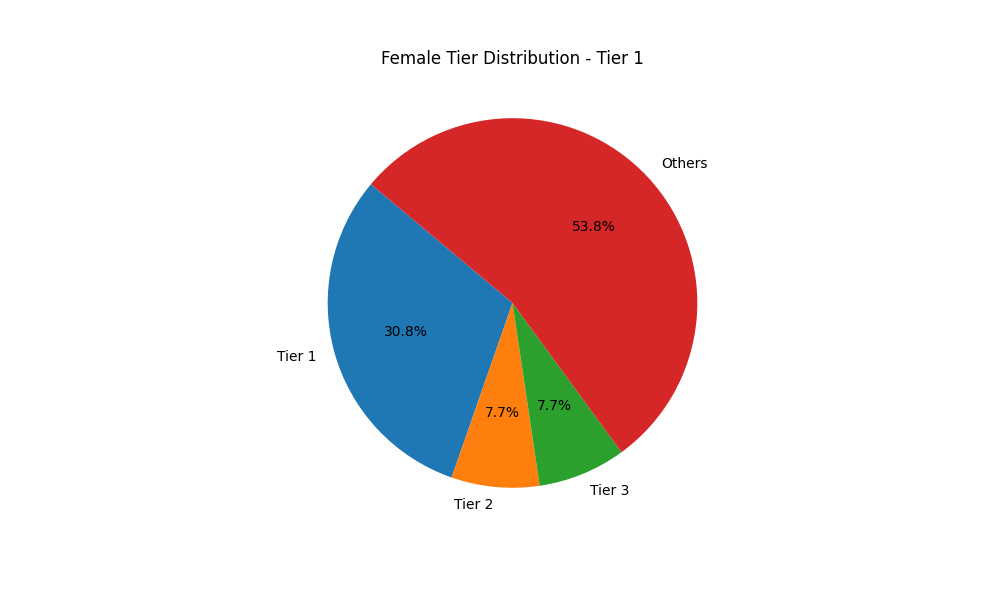 Female Tier Distribution - Tier 1
Others
53.8%
30.8%
Tier 1
7.7%
7.7%
Tier 3
Tier 2